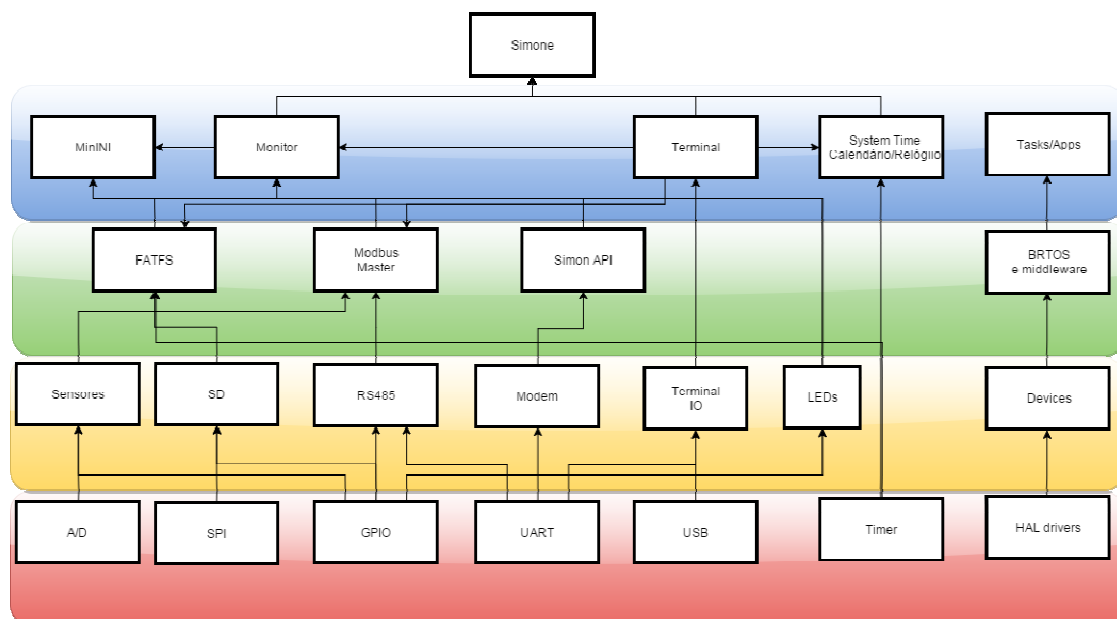 Simone
MinINI
Monitor
Terminal
System Time
Calendário/Relógilo
Tasks/Apps
FATFS
Modbus
Master
Simon API
BRTOS
e middleware
Sensores
SD
RS485
Modem
Terminal
IO
LEDs
Devices
A/D
SPI
GPIO
UART
USB
Timer
HAL drivers